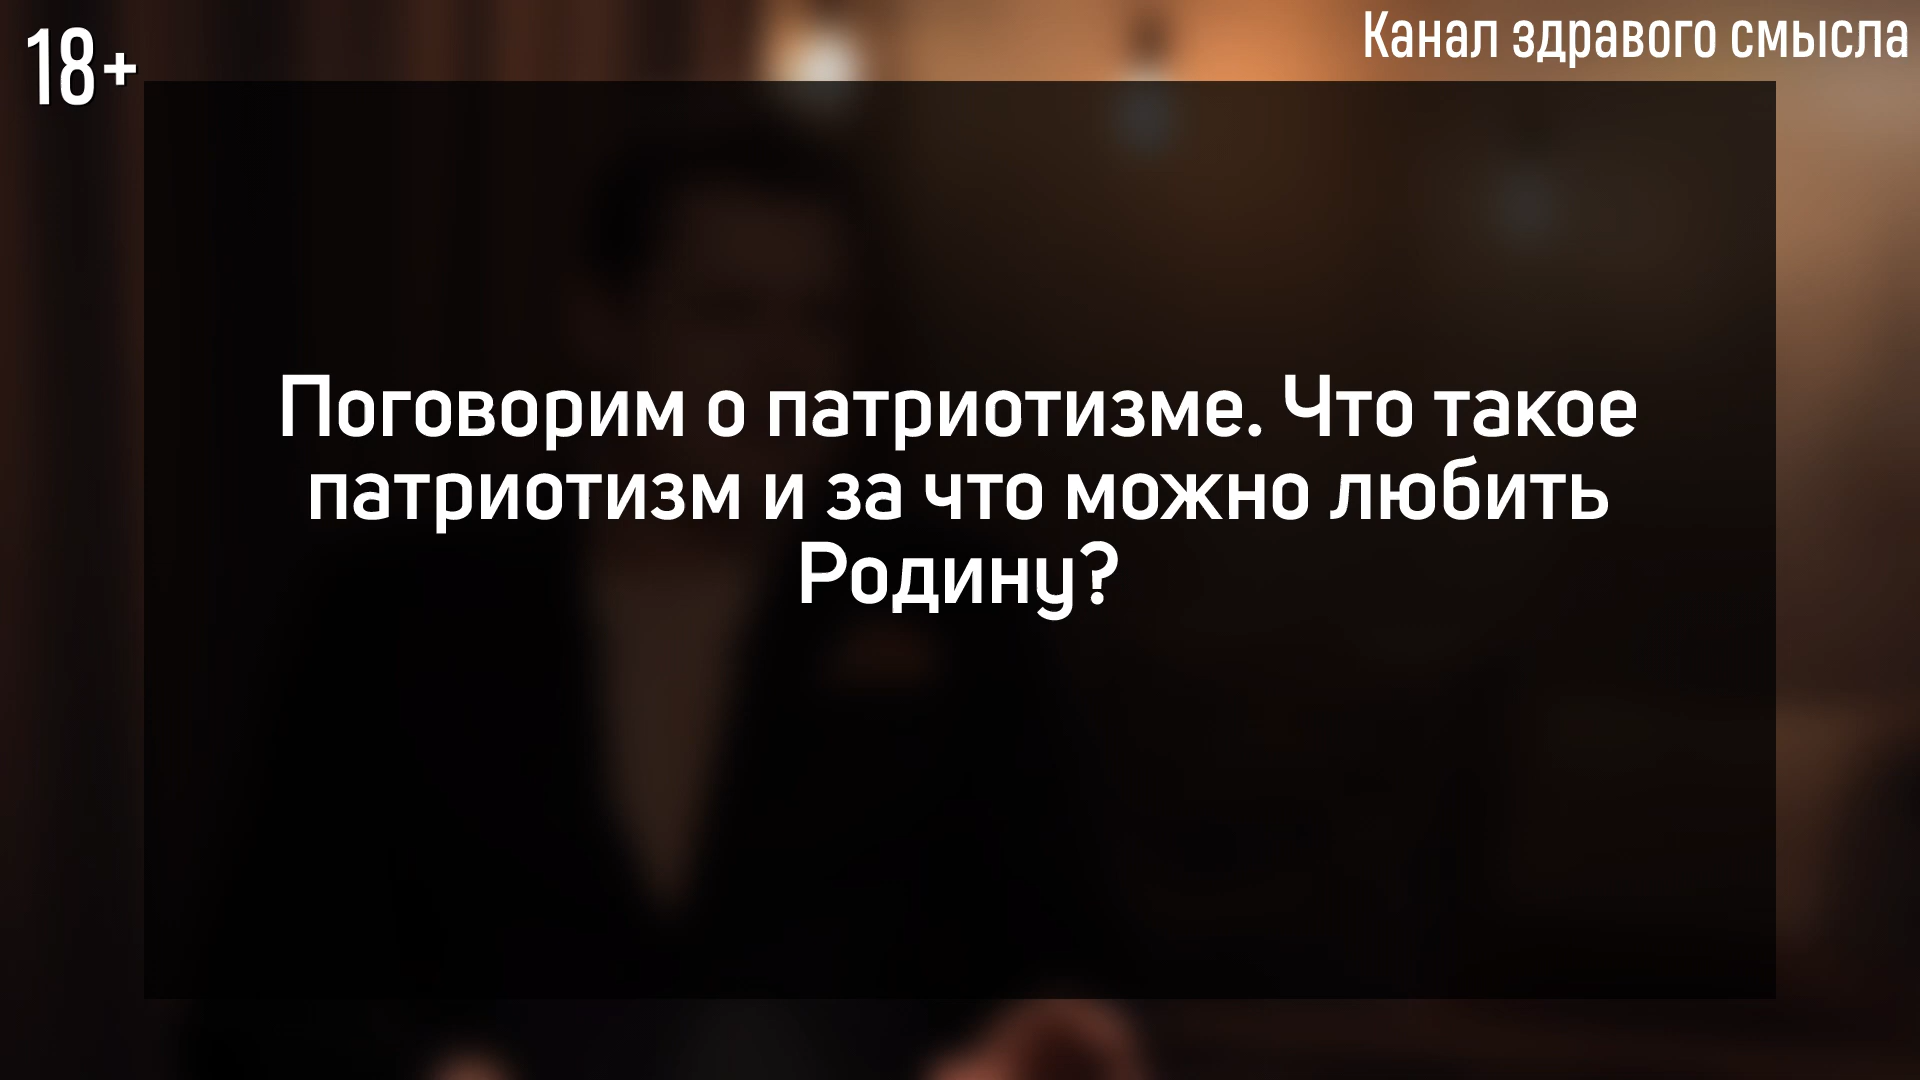 18+
Канал здравого смысла
Поговорим о патриотизме. Что такое
патриотизм и за что можно любить
Родину?